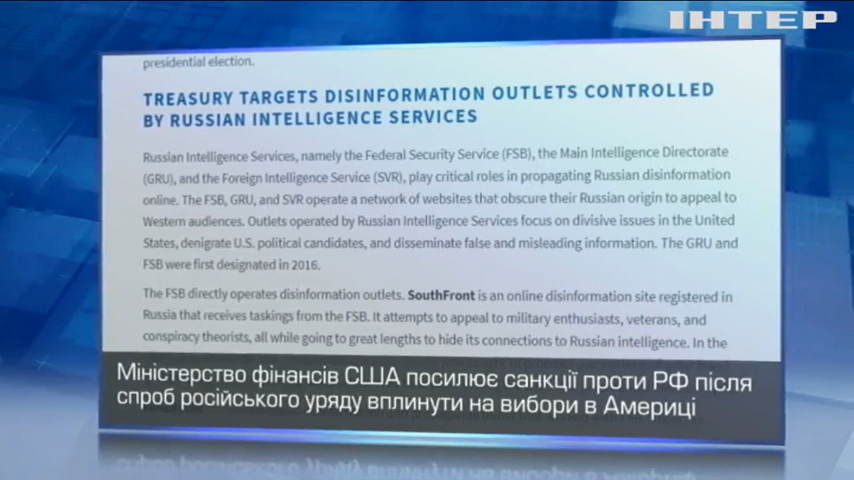 ІНТЕР
presidential election.
TREASURY TARGETS DISINFORMATION OUTLETS CONTROLLED
BY RUSSIAN INTELLIGENCE SERVICES
Russian Intelligence Services, namely the Federal Security Service (FSB), the Main Intelligence Directorate
(GRU), and the Foreign Intelligence Service (SVR), play critical roles in propagating Russian disinformation
online. The FSB, GRU, and SVR operate a network of websites that obscure their Russian origin to appeal to
Western audiences. Outlets operated by Russian Intelligence Services focus on divisive issues in the United
States, denigrate U.S. political candidates, and disseminate false and misleading information. The GRU and
FSB were first designated in 2016.
The FSB directly operates disinformation outlets. SouthFront is an online disinformation site registered in
Russia that receives taskings from the FSB. It attempts to appeal to military enthusiasts, veterans, and
conspiracy theorists, all while going to great lengths to hide its connections to Russian intelligence. In the
Міністерство фінансів США посилює санкції проти РФ після
спроб російського уряду вплинути на вибори в Америці